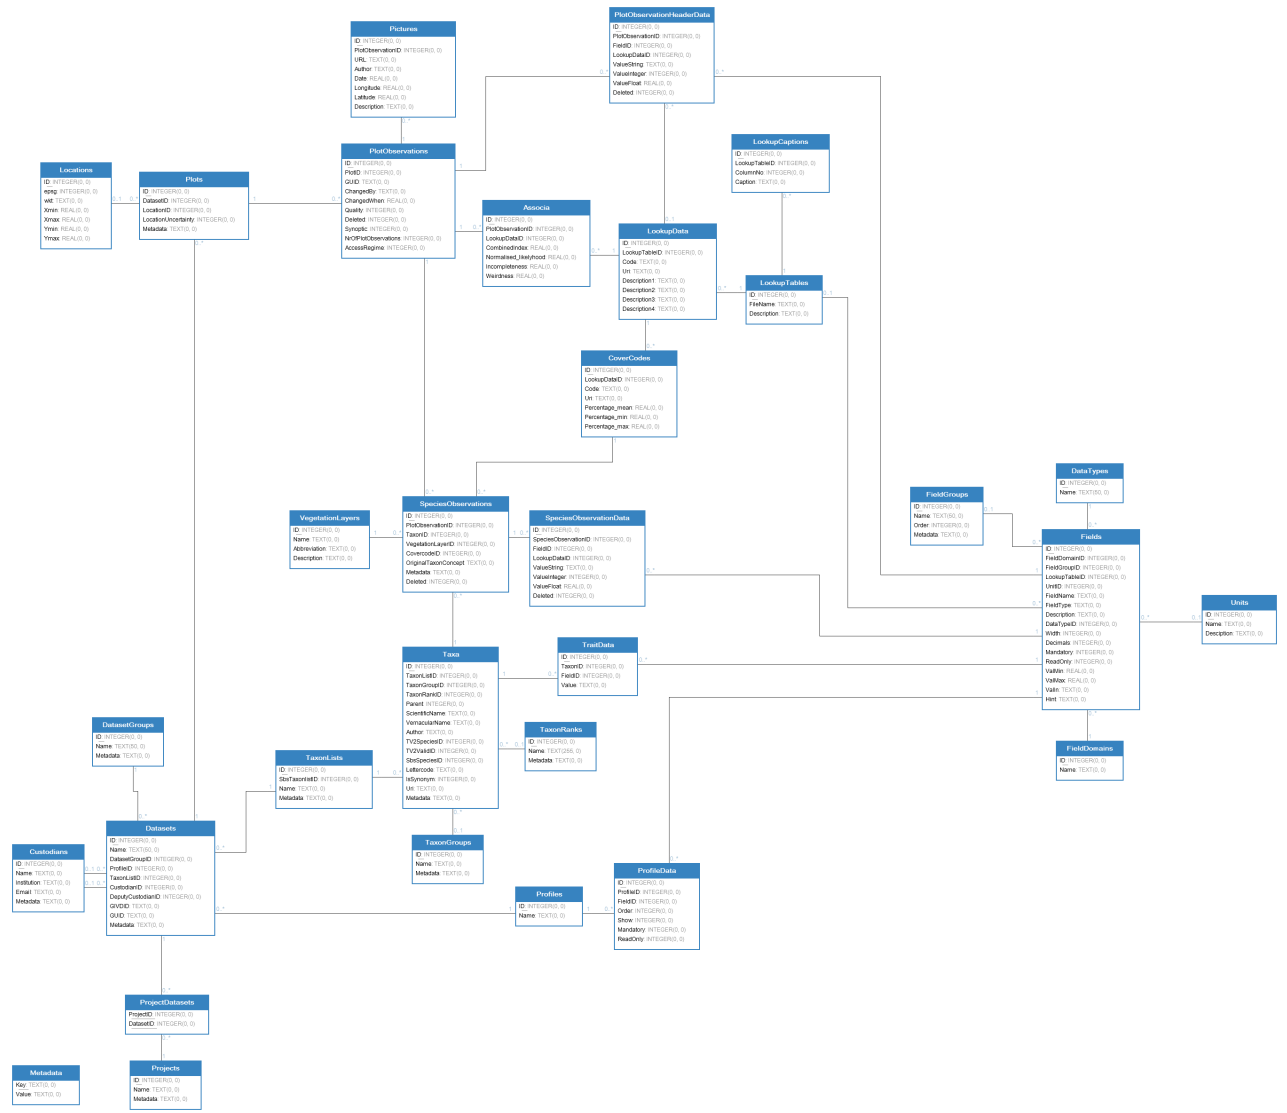 PlotObservationHeaderData
ID: INTEGER(0, 0)
PlotObservationID: INTEGER(0, 0)
FieldID: INTEGER(0, 0)
LookupDataID: INTEGER(0, 0)
ValueString: TEXT(0, 0)
ValueInteger: INTEGER(0, 0)
ValueFloat: REAL(0, 0)
Deleted: INTEGER(0, 0)
Pictures
ID: INTEGER(0, 0)
PlotObservationID: INTEGER(0, 0)
URL: TEXT(0, 0)
Author: TEXT(0, 0)
Date: REAL(0, 0)
Longitude: REAL(0, 0)
Latitude: REAL(0, 0)
Description: TEXT(0, 0)
PlotObservations
ID: INTEGER(0, 0)
PlotID: INTEGER(0, 0)
GUID: TEXT(0, 0)
ChangedBy: TEXT(0, 0)
ChangedWhen: REAL(0, 0)
Quality: INTEGER(0, 0)
Deleted: INTEGER(0, 0)
Synoptic: INTEGER(0, 0)
NrOfPlotObservations: INTEGER(0, 0)
AccessRegime: INTEGER(0, 0)
LookupCaptions
ID: INTEGER(0, 0)
LookupTableID: INTEGER(0, 0)
ColumnNo: INTEGER(0, 0)
Caption: TEXT(0, 0)
Locations
ID: INTEGER(0, 0)
epsg: INTEGER(0, 0)
wkt: TEXT(0, 0)
Xmin: REAL(0, 0)
Xmax: REAL(0, 0)
Ymin: REAL(0, 0)
Ymax: REAL(0, 0)
Plots
ID: INTEGER(0, 0)
DatasetID: INTEGER(0, 0)
LocationID: INTEGER(0, 0)
LocationUncertainty: INTEGER(0, 0)
Metadata: TEXT(0, 0)
Associa
ID: INTEGER(0, 0)
PlotObservationID: INTEGER(0, 0)
LookupDataID: INTEGER(0, 0)
CombinedIndex: REAL(0, 0)
Normalised_likelyhood: REAL(0, 0)
Incompleteness: REAL(0, 0)
Weirdness: REAL(0, 0)
LookupData
ID: INTEGER(0, 0)
LookupTableID: INTEGER(0, 0)
Code: TEXT(0, 0)
Uri: TEXT(0, 0)
Description1: TEXT(0, 0)
Description2: TEXT(0, 0)
Description3: TEXT(0, 0)
Description4: TEXT(0, 0)
LookupTables
ID: INTEGER(0, 0)
FileName: TEXT(0, 0)
Description: TEXT(0, 0)
CoverCodes
ID: INTEGER(0, 0)
LookupDataID: INTEGER(0, 0)
Code: TEXT(0, 0)
Uri: TEXT(0, 0)
Percentage_mean: REAL(0, 0)
Percentage_min: REAL(0, 0)
Percentage_max: REAL(0, 0)
DataTypes
ID: INTEGER(0, 0)
Name: TEXT(50, 0)
FieldGroups
ID: INTEGER(0, 0)
Name: TEXT(50, 0)
Order: INTEGER(0, 0)
Metadata: TEXT(0, 0)
SpeciesObservations
ID: INTEGER(0, 0)
PlotObservationID: INTEGER(0, 0)
TaxonID: INTEGER(0, 0)
VegetationLayerID: INTEGER(0, 0)
CovercodeID: INTEGER(0, 0)
OriginalTaxonConcept: TEXT(0, 0)
Metadata: TEXT(0, 0)
Deleted: INTEGER(0, 0)
VegetationLayers
ID: INTEGER(0, 0)
Name: TEXT(0, 0)
Abbreviation: TEXT(0, 0)
Description: TEXT(0, 0)
SpeciesObservationData
ID: INTEGER(0, 0)
SpeciesObservationID: INTEGER(0, 0)
FieldID: INTEGER(0, 0)
LookupDataID: INTEGER(0, 0)
ValueString: TEXT(0, 0)
ValueInteger: INTEGER(0, 0)
ValueFloat: REAL(0, 0)
Deleted: INTEGER(0, 0)
Fields
ID: INTEGER(0, 0)
FieldDomainID: INTEGER(0, 0)
FieldGroupID: INTEGER(0, 0)
LookupTableID: INTEGER(0, 0)
UnitID: INTEGER(0, 0)
FieldName: TEXT(0, 0)
FieldType: TEXT(0, 0)
Description: TEXT(0, 0)
DataTypeID: INTEGER(0, 0)
Width: INTEGER(0, 0)
Decimals: INTEGER(0, 0)
Mandatory: INTEGER(0, 0)
ReadOnly: INTEGER(0, 0)
ValMin: REAL(0, 0)
ValMax: REAL(0, 0)
ValIn: TEXT(0, 0)
Hint: TEXT(0, 0)
Units
ID: INTEGER(0, 0)
Name: TEXT(0, 0)
Desciption: TEXT(0, 0)
TraitData
ID: INTEGER(0, 0)
TaxonID: INTEGER(0, 0)
FieldID: INTEGER(0, 0)
Value: TEXT(0, 0)
Taxa
ID: INTEGER(0, 0)
TaxonListID: INTEGER(0, 0)
TaxonGroupID: INTEGER(0, 0)
TaxonRankID: INTEGER(0, 0)
Parent: INTEGER(0, 0)
ScientificName: TEXT(0, 0)
VernacularName: TEXT(0, 0)
Author: TEXT(0, 0)
TV2SpeciesID: INTEGER(0, 0)
TV2ValidID: INTEGER(0, 0)
SbsSpeciesID: INTEGER(0, 0)
Lettercode: TEXT(0, 0)
IsSynonym: INTEGER(0, 0)
Uri: TEXT(0, 0)
Metadata: TEXT(0, 0)
TaxonRanks
ID: INTEGER(0, 0)
Name: TEXT(256, 0)
Metadata: TEXT(0, 0)
FieldDomains
ID: INTEGER(0, 0)
Name: TEXT(0, 0)
DatasetGroups
ID: INTEGER(0, 0)
Name: TEXT(50, 0)
Metadata: TEXT(0, 0)
TaxonLists
ID: INTEGER(0, 0)
SbsTaxonlistID: INTEGER(0, 0)
Name: TEXT(0, 0)
Metadata: TEXT(0, 0)
Datasets
ID: INTEGER(0, 0)
Name: TEXT(50, 0)
DatasetGroupID: INTEGER(0, 0)
ProfileID: INTEGER(0, 0)
TaxonListID: INTEGER(0, 0)
CustodianID: INTEGER(0, 0)
DeputyCustodianID: INTEGER(0, 0)
GIVDID: TEXT(0, 0)
GUID: TEXT(0, 0)
Metadata: TEXT(0, 0)
Custodians
ID: INTEGER(0, 0)
Name: TEXT(0, 0)
Institution: TEXT(0, 0)
Email: TEXT(0, 0)
Metadata: TEXT(0, 0)
TaxonGroups
ID: INTEGER(0, 0)
Name: TEXT(0, 0)
Metadata: TEXT(0, 0)
ProfileData
ID: INTEGER(0, 0)
ProfileID: INTEGER(0, 0)
FieldID: INTEGER(0, 0)
Order: INTEGER(0, 0)
Show: INTEGER(0, 0)
Mandatory: INTEGER(0, 0)
ReadOnly: INTEGER(0, 0)
Profiles
ID: INTEGER(0, 0)
Name: TEXT(0, 0)
ProjectDatasets
ProjectID: INTEGER(0, 0)
DatasetID: INTEGER(0, 0)
Projects
ID: INTEGER(0, 0)
Name: TEXT(0, 0)
Metadata: TEXT(0, 0)
Metadata
Key: TEXT(0, 0)
Value: TEXT(0, 0)